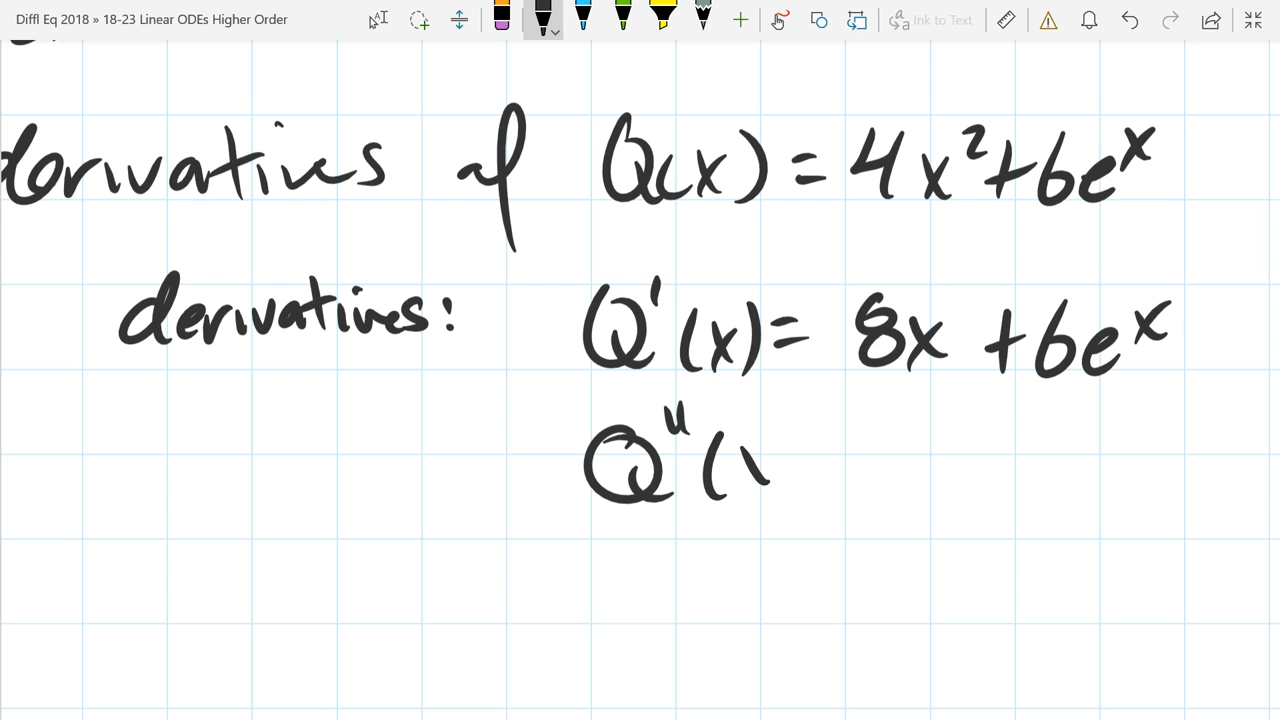 Diffl Eq 2018 » 18-23 Linear ODEs Higher Order
Ink to Text
derivatives of Q(x) = 4x² + 6eˣ
derivatives: Q'(x) = 8x + 6eˣ
Q''(